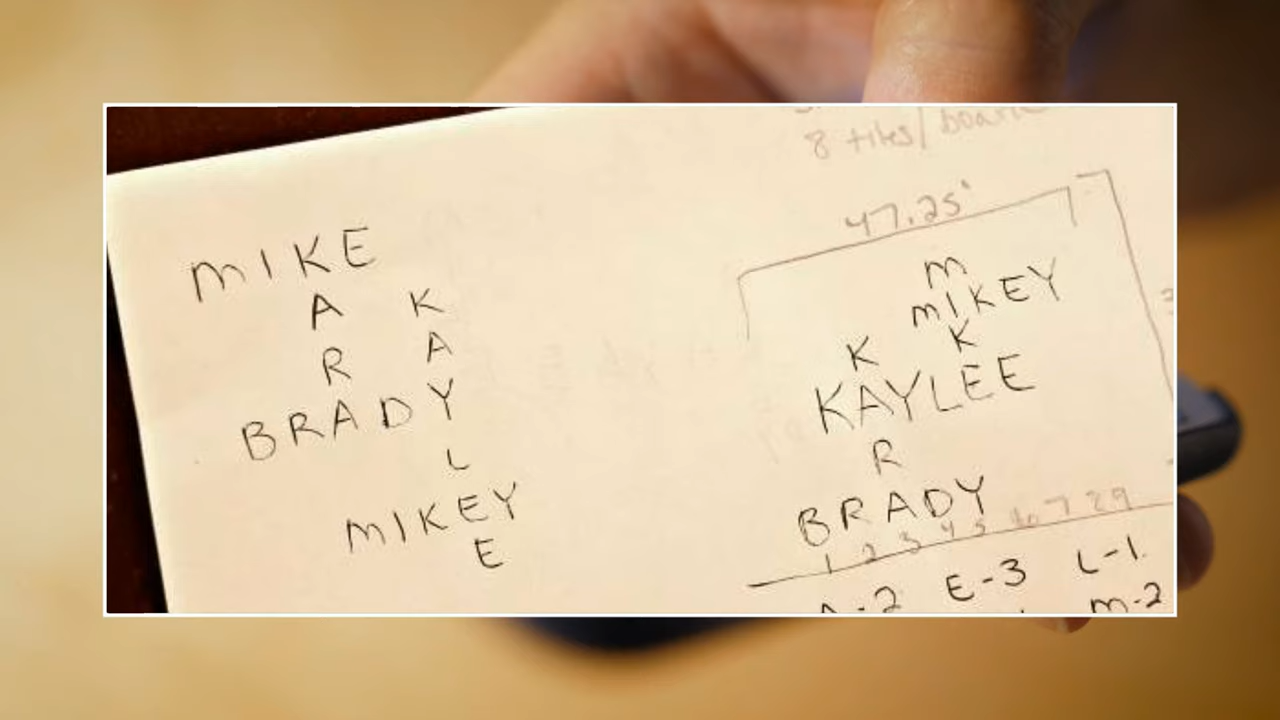 MIKE
A K
R A
BRADY
L
MIKEY
E
8 tiles/board
47.25"
M
MIKEY
K K
KAYLEE
R
BRADY
1 2 3 4 5 6 7 8 9
A-2 E-3 L-1
M-2